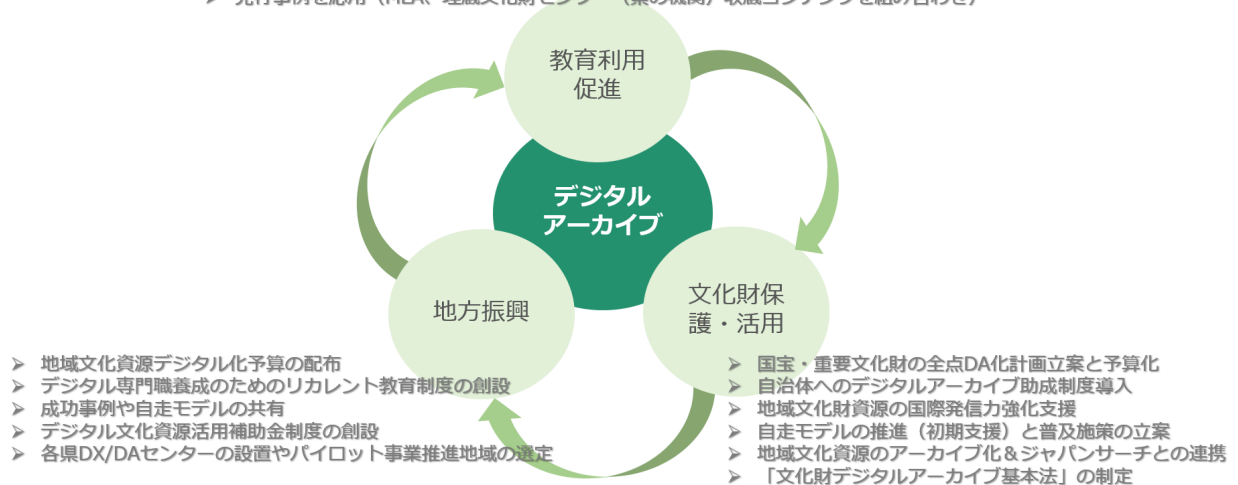 教育利用
促進
デジタル
アーカイブ
地方振興
文化財保
護・活用
➢ 地域文化資源デジタル化予算の配布
➢ デジタル専門職養成のためのリカレント教育制度の創設
➢ 成功事例や自走モデルの共有
➢ デジタル文化資源活用補助金制度の創設
➢ 各県DX/DAセンターの設置やパイロット事業推進地域の選定
➢ 国宝・重要文化財の全点DA化計画立案と予算化
➢ 自治体へのデジタルアーカイブ助成制度導入
➢ 地域文化財資源の国際発信力強化支援
➢ 自走モデルの推進（初期支援）と普及施策の立案
➢ 地域文化資源のアーカイブ化＆ジャパンサーチとの連携
➢ 「文化財デジタルアーカイブ基本法」の制定